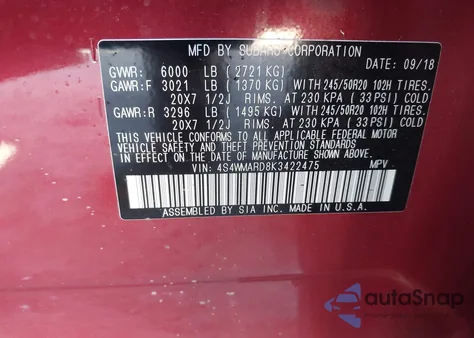 MFD BY SUBARU CORPORATION
DATE: 09/18
GVWR: 6000 LB ( 2721 KG)
GAWR:F 3021 LB ( 1370 KG) WITH 245/50R20 102H TIRES.
20X7 1/2J RIMS. AT 230 KPA ( 33 PSI) COLD
GAWR:R 3296 LB ( 1495 KG) WITH 245/50R20 102H TIRES.
20X7 1/2J RIMS. AT 230 KPA ( 33 PSI) COLD
THIS VEHICLE CONFORMS TO ALL APPLICABLE FEDERAL MOTOR
VEHICLE SAFETY
IN EFFECT ON THE DATE OF
MANUFACTURE SHOWN ABOVE.
VIN: 4S4WMARD8K3422475 MPV
ASSEMBLED BY SIA INC. MADE IN U.S.A.
autoSnap